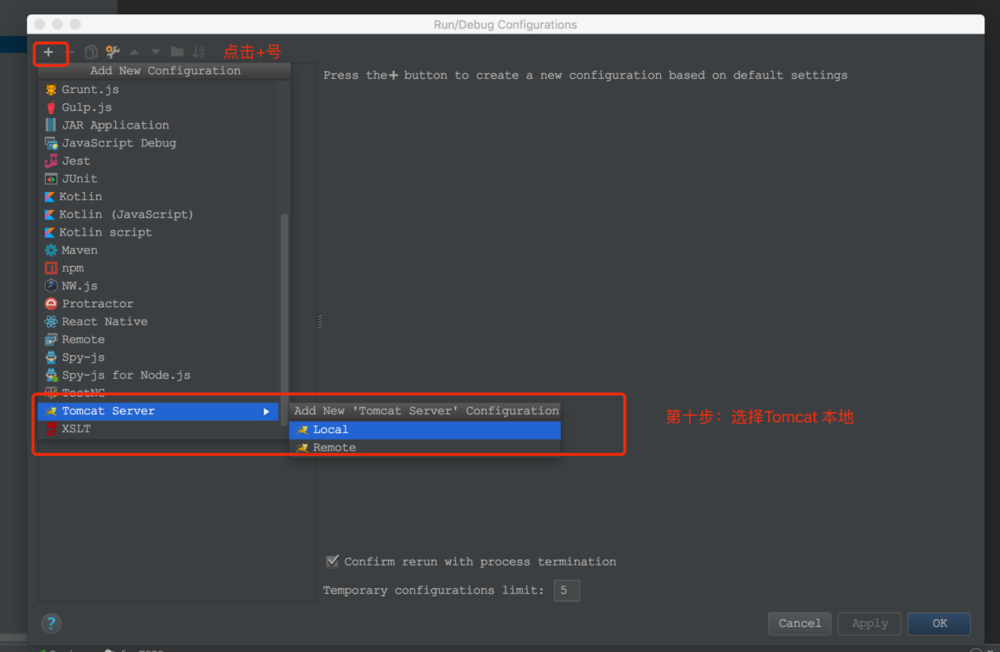 Run/Debug Configurations
点击+号
Add New Configuration
Press the + button to create a new configuration based on default settings
Grunt.js
Gulp.js
JAR Application
JavaScript Debug
Jest
JUnit
Kotlin
Kotlin (JavaScript)
Kotlin script
Maven
npm
NW.js
Protractor
React Native
Remote
Spy-js
Spy-js for Node.js
TestNG
Tomcat Server
XSLT
Add New 'Tomcat Server' Configuration
Local
Remote
第十步：选择Tomcat 本地
Confirm rerun with process termination
Temporary configurations limit: 5
?
Cancel
Apply
OK